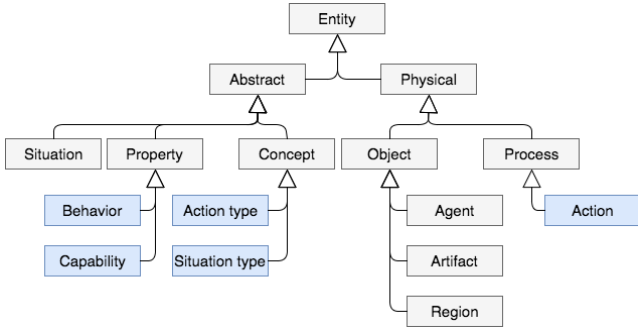 Entity
Abstract
Physical
Situation
Property
Concept
Object
Process
Behavior
Action type
Agent
Action
Capability
Situation type
Artifact
Region